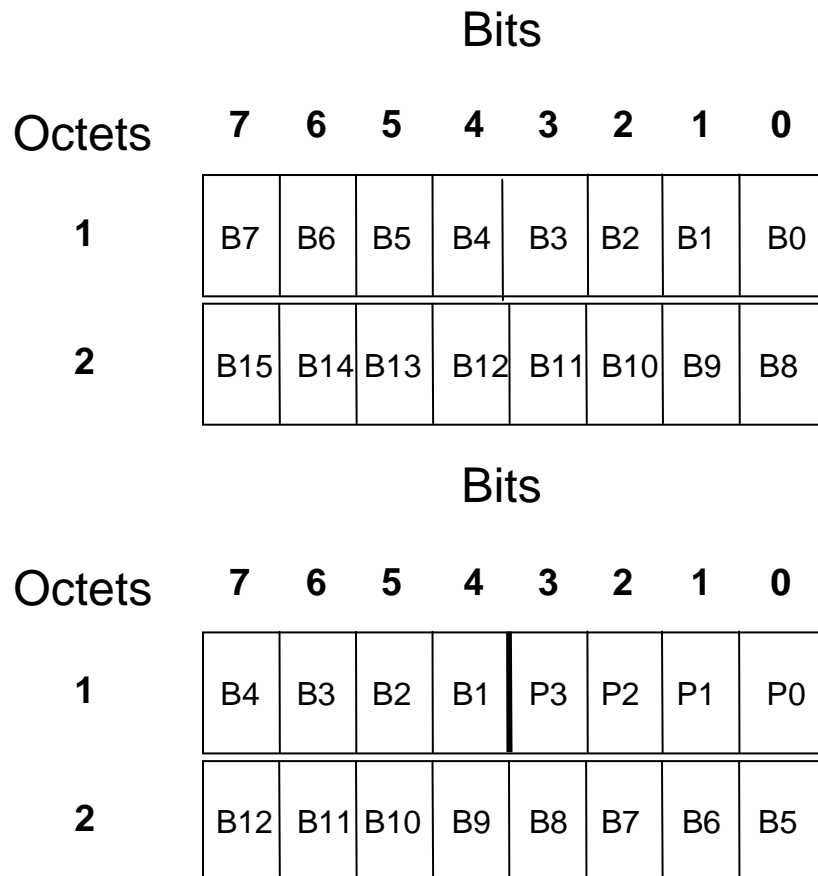 Bits
Octets 7 6 5 4 3 2 1 0
1 B7 B6 B5 B4 B3 B2 B1 B0
2 B15 B14 B13 B12 B11 B10 B9 B8
Bits
Octets 7 6 5 4 3 2 1 0
1 B4 B3 B2 B1 P3 P2 P1 P0
2 B12 B11 B10 B9 B8 B7 B6 B5